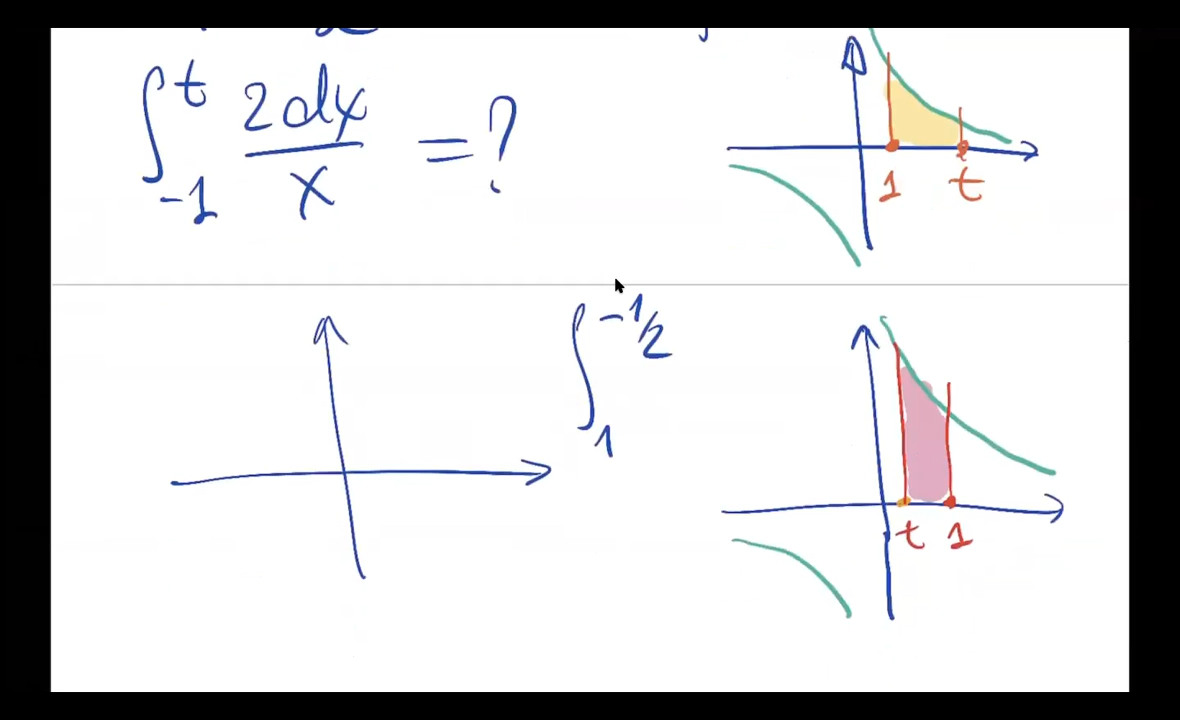 ∫_{-1}^{t} 2dx/x = ?
1 t
∫_{1}^{-1/2}
t 1